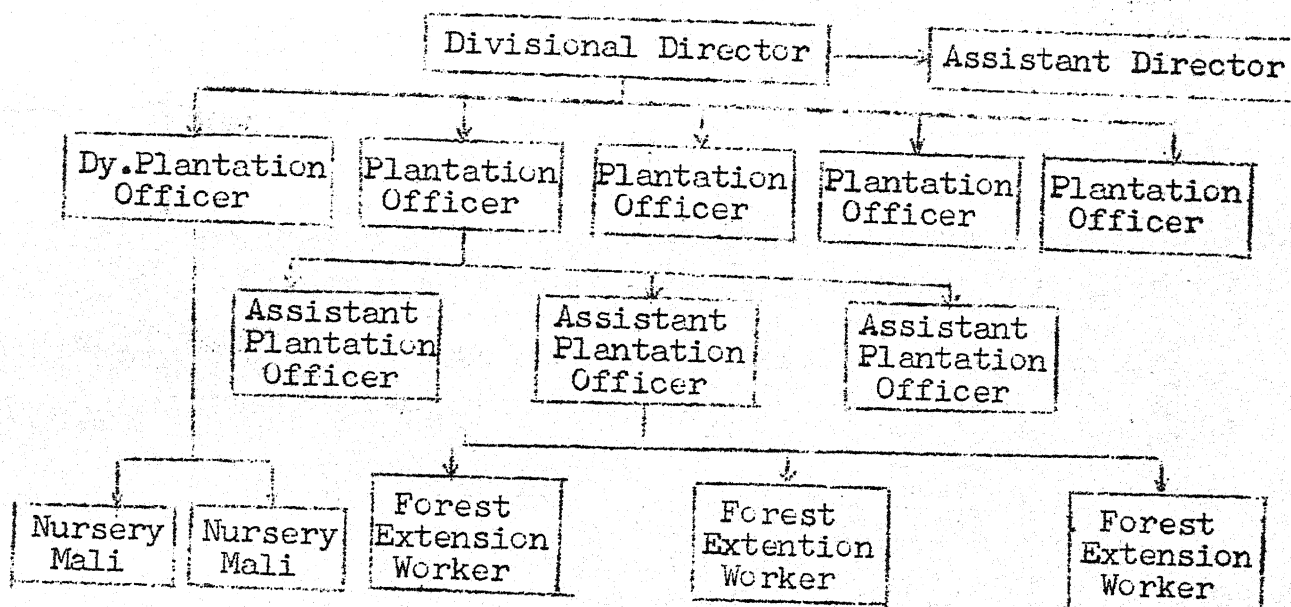 Divisional Director
Assistant Director
Dy.Plantation
Officer
Plantation
Officer
Plantation
Officer
Plantation
Officer
Plantation
Officer
Assistant
Plantation
Officer
Assistant
Plantation
Officer
Assistant
Plantation
Officer
Nursery
Mali
Nursery
Mali
Forest
Extension
Worker
Forest
Extention
Worker
Forest
Extension
Worker